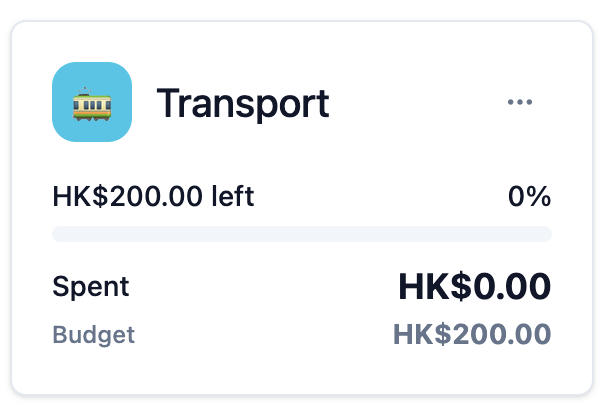 Transport
HK$200.00 left 0%
Spent HK$0.00
Budget HK$200.00